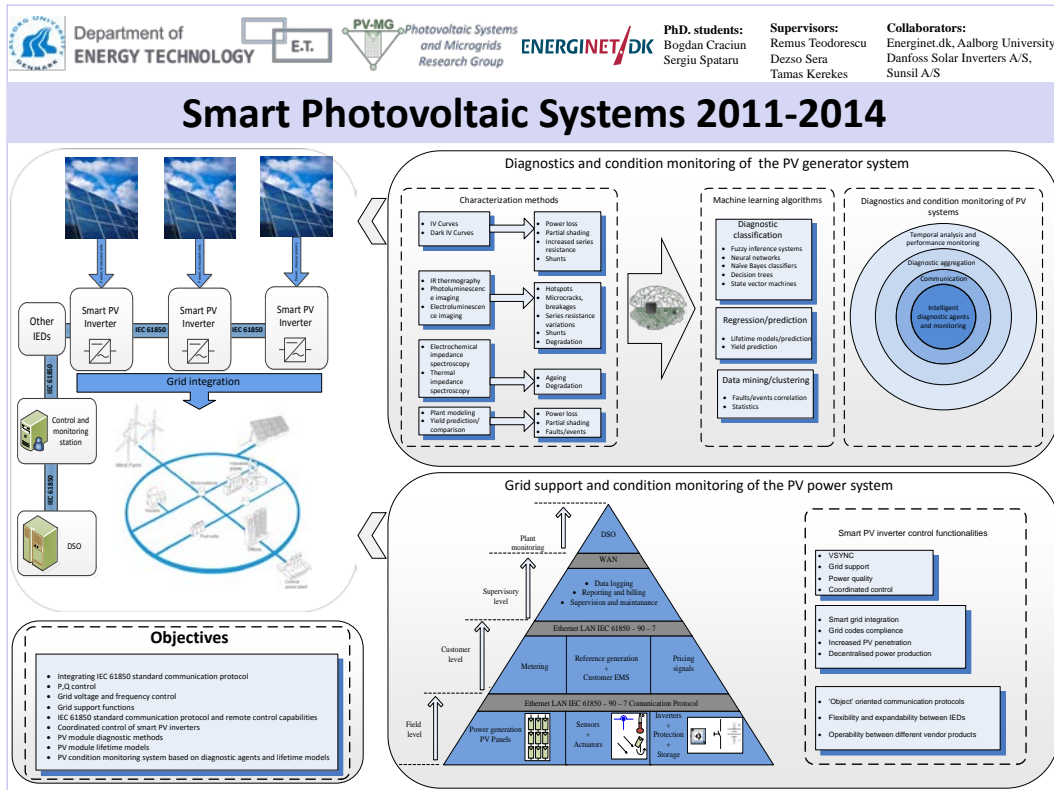 AALBORG UNIVERSITY
DENMARK
Department of
ENERGY TECHNOLOGY
E.T.
PV-MG
Photovoltaic Systems
and Microgrids
Research Group
ENERGINET/DK
PhD. students:
Bogdan Craciun
Sergiu Spataru
Supervisors:
Remus Teodorescu
Dezso Sera
Tamas Kerekes
Collaborators:
Energinet.dk, Aalborg University
Danfoss Solar Inverters A/S,
Sunsil A/S
Smart Photovoltaic Systems 2011-2014
Other
IEDs
Smart PV
Inverter
IEC 61850
Smart PV
Inverter
IEC 61850
Smart PV
Inverter
Grid integration
IEC 61850
Control and
monitoring
station
IEC 61850
DSO
Objectives
• Integrating IEC 61850 standard communication protocol
• P,Q control
• Grid voltage and frequency control
• Grid support functions
• IEC 61850 standard communication protocol and remote control capabilities
• Coordinated control of smart PV inverters
• PV module diagnostic methods
• PV module lifetime models
• PV condition monitoring system based on diagnostic agents and lifetime models
Diagnostics and condition monitoring of the PV generator system
Characterization methods
• IV Curves
• Dark IV Curves
• Power loss
• Partial shading
• Increased series
resistance
• Shunts
• IR thermography
• Photoluminescenc
e imaging
• Electroluminesc
ence imaging
• Hotspots
• Microcracks,
breakages
• Series resistance
variations
• Shunts
• Degradation
• Electrochemical
impedance
spectroscopy
• Thermal
impedance
spectroscopy
• Ageing
• Degradation
• Plant modeling
• Yield prediction/
comparison
• Power loss
• Partial shading
• Faults/events
Machine learning algorithms
Diagnostic
classification
• Fuzzy inference systems
• Neural networks
• Naïve Bayes classifiers
• Decision trees
• State vector machines
Regression/prediction
• Lifetime models/prediction
• Yield prediction
Data mining/clustering
• Faults/events correlation
• Statistics
Diagnostics and condition monitoring of PV
systems
Temporal analysis and
performance monitoring
Diagnostic aggregation
Communication
Intelligent
diagnostic agents
and monitoring
Grid support and condition monitoring of the PV power system
Plant
monitoring
Supervisory
level
Customer
level
Field
level
DSO
WAN
• Data logging
• Reporting and billing
• Supervision and maintanance
Ethernet LAN IEC 61850 – 90 – 7
Metering
Reference generation
+
Customer EMS
Pricing
signals
Ethernet LAN IEC 61850 – 90 – 7 Comunication Protocol
Power generation
PV Panels
Sensors
+
Actuators
Inverters
+
Protection
+
Storage
Smart PV inverter control functionalities
• VSYNC
• Grid support
• Power quality
• Coordinated control
• Smart grid integration
• Grid codes complience
• Increased PV penetration
• Decentralised power production
• 'Object' oriented communication protocols
• Flexibility and expandability between IEDs
• Operability between different vendor products